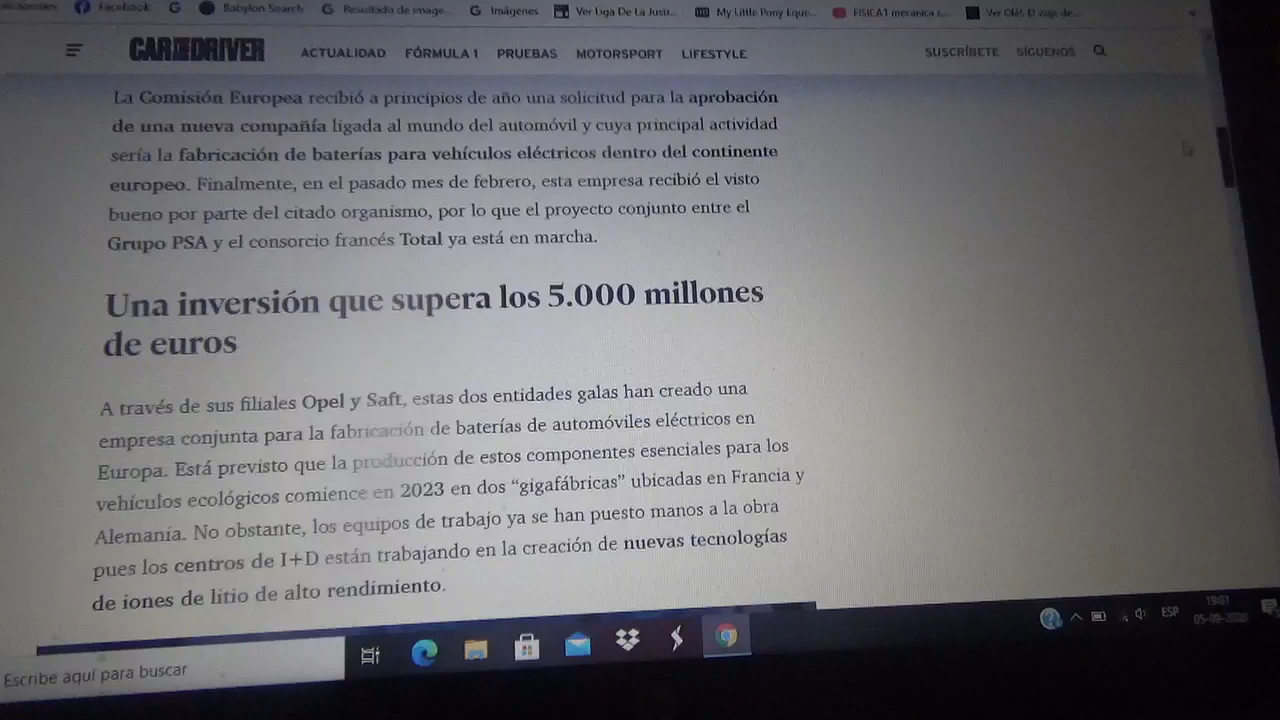 Facebook
G
Babylon Search
G Resultado de image...
G Imágenes
Ver Liga De La Justi...
My Little Pony Eque...
FISICA1 mecanica c...
CAR AND DRIVER
ACTUALIDAD
FÓRMULA 1
PRUEBAS
MOTORSPORT
LIFESTYLE
SUSCRÍBETE
SÍGUENOS
La Comisión Europea recibió a principios de año una solicitud para la aprobación
de una nueva compañía ligada al mundo del automóvil y cuya principal actividad
sería la fabricación de baterías para vehículos eléctricos dentro del continente
europeo. Finalmente, en el pasado mes de febrero, esta empresa recibió el visto
bueno por parte del citado organismo, por lo que el proyecto conjunto entre el
Grupo PSA y el consorcio francés Total ya está en marcha.
Una inversión que supera los 5.000 millones
de euros
A través de sus filiales Opel y Saft, estas dos entidades galas han creado una
empresa conjunta para la fabricación de baterías de automóviles eléctricos en
Europa. Está previsto que la producción de estos componentes esenciales para los
vehículos ecológicos comience en 2023 en dos “gigafábricas” ubicadas en Francia y
Alemania. No obstante, los equipos de trabajo ya se han puesto manos a la obra
pues los centros de I+D están trabajando en la creación de nuevas tecnologías
de iones de litio de alto rendimiento.
Escribe aquí para buscar
ESP
19:01